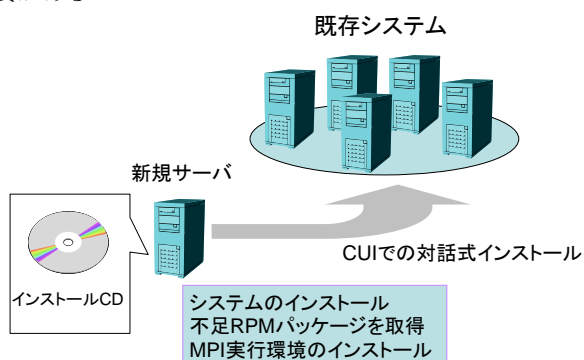 既存システム
新規サーバ
CUIでの対話式インストール
インストールCD
システムのインストール
不足RPMパッケージを取得
MPI実行環境のインストール